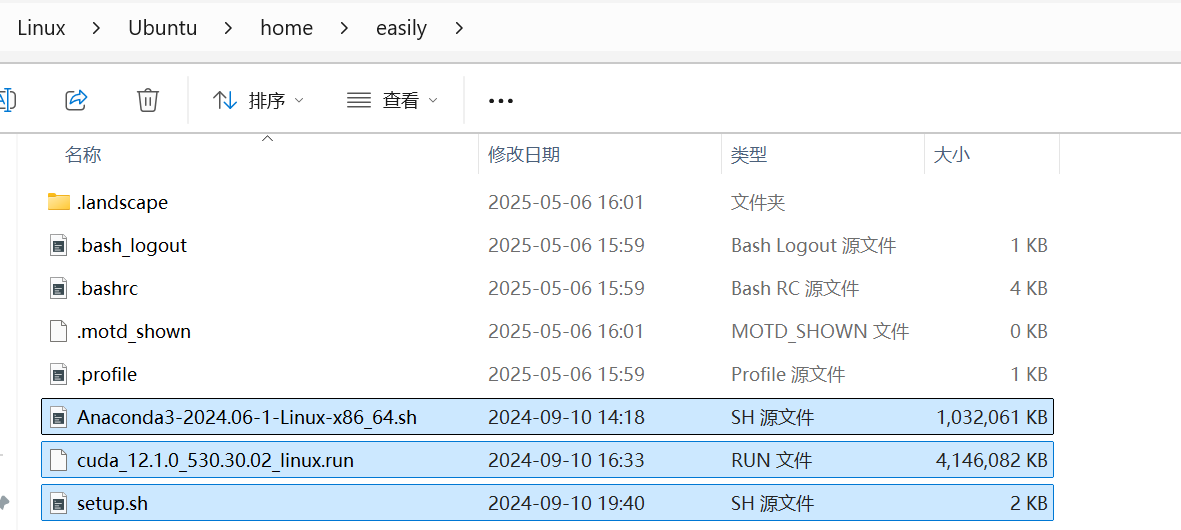 Linux > Ubuntu > home > easily >
排序 查看 •••
名称 修改日期 类型 大小
.landscape 2025-05-06 16:01 文件夹
.bash_logout 2025-05-06 15:59 Bash Logout 源文件 1 KB
.bashrc 2025-05-06 15:59 Bash RC 源文件 4 KB
.motd_shown 2025-05-06 16:01 MOTD_SHOWN 文件 0 KB
.profile 2025-05-06 15:59 Profile 源文件 1 KB
Anaconda3-2024.06-1-Linux-x86_64.sh 2024-09-10 14:18 SH 源文件 1,032,061 KB
cuda_12.1.0_530.30.02_linux.run 2024-09-10 16:33 RUN 文件 4,146,082 KB
setup.sh 2024-09-10 19:40 SH 源文件 2 KB